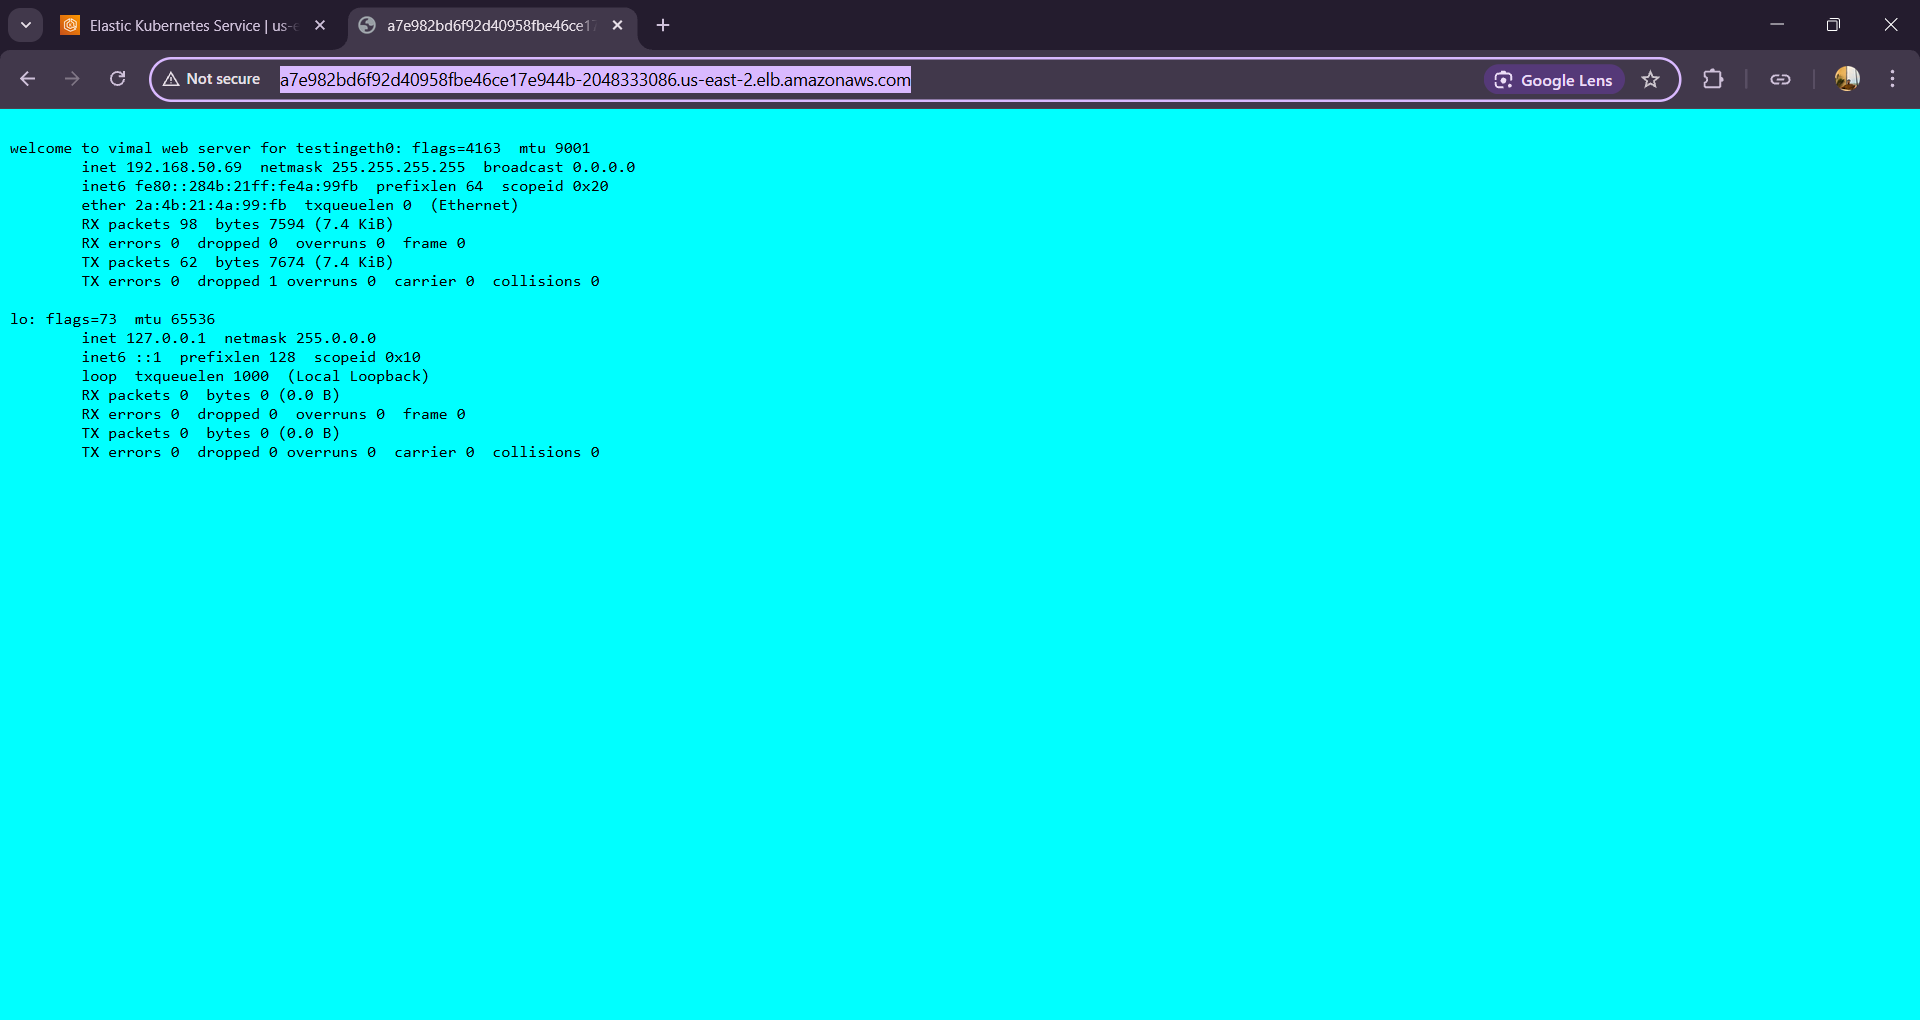 Elastic Kubernetes Service | us-e
a7e982bd6f92d40958fbe46ce17
Not secure
a7e982bd6f92d40958fbe46ce17e944b-2048333086.us-east-2.elb.amazonaws.com
Google Lens
welcome to vimal web server for testingeth0: flags=4163  mtu 9001
        inet 192.168.50.69  netmask 255.255.255.255  broadcast 0.0.0.0
        inet6 fe80::284b:21ff:fe4a:99fb  prefixlen 64  scopeid 0x20
        ether 2a:4b:21:4a:99:fb  txqueuelen 0  (Ethernet)
        RX packets 98  bytes 7594 (7.4 KiB)
        RX errors 0  dropped 0  overruns 0  frame 0
        TX packets 62  bytes 7674 (7.4 KiB)
        TX errors 0  dropped 1 overruns 0  carrier 0  collisions 0
lo: flags=73  mtu 65536
        inet 127.0.0.1  netmask 255.0.0.0
        inet6 ::1  prefixlen 128  scopeid 0x10
        loop  txqueuelen 1000  (Local Loopback)
        RX packets 0  bytes 0 (0.0 B)
        RX errors 0  dropped 0  overruns 0  frame 0
        TX packets 0  bytes 0 (0.0 B)
        TX errors 0  dropped 0 overruns 0  carrier 0  collisions 0